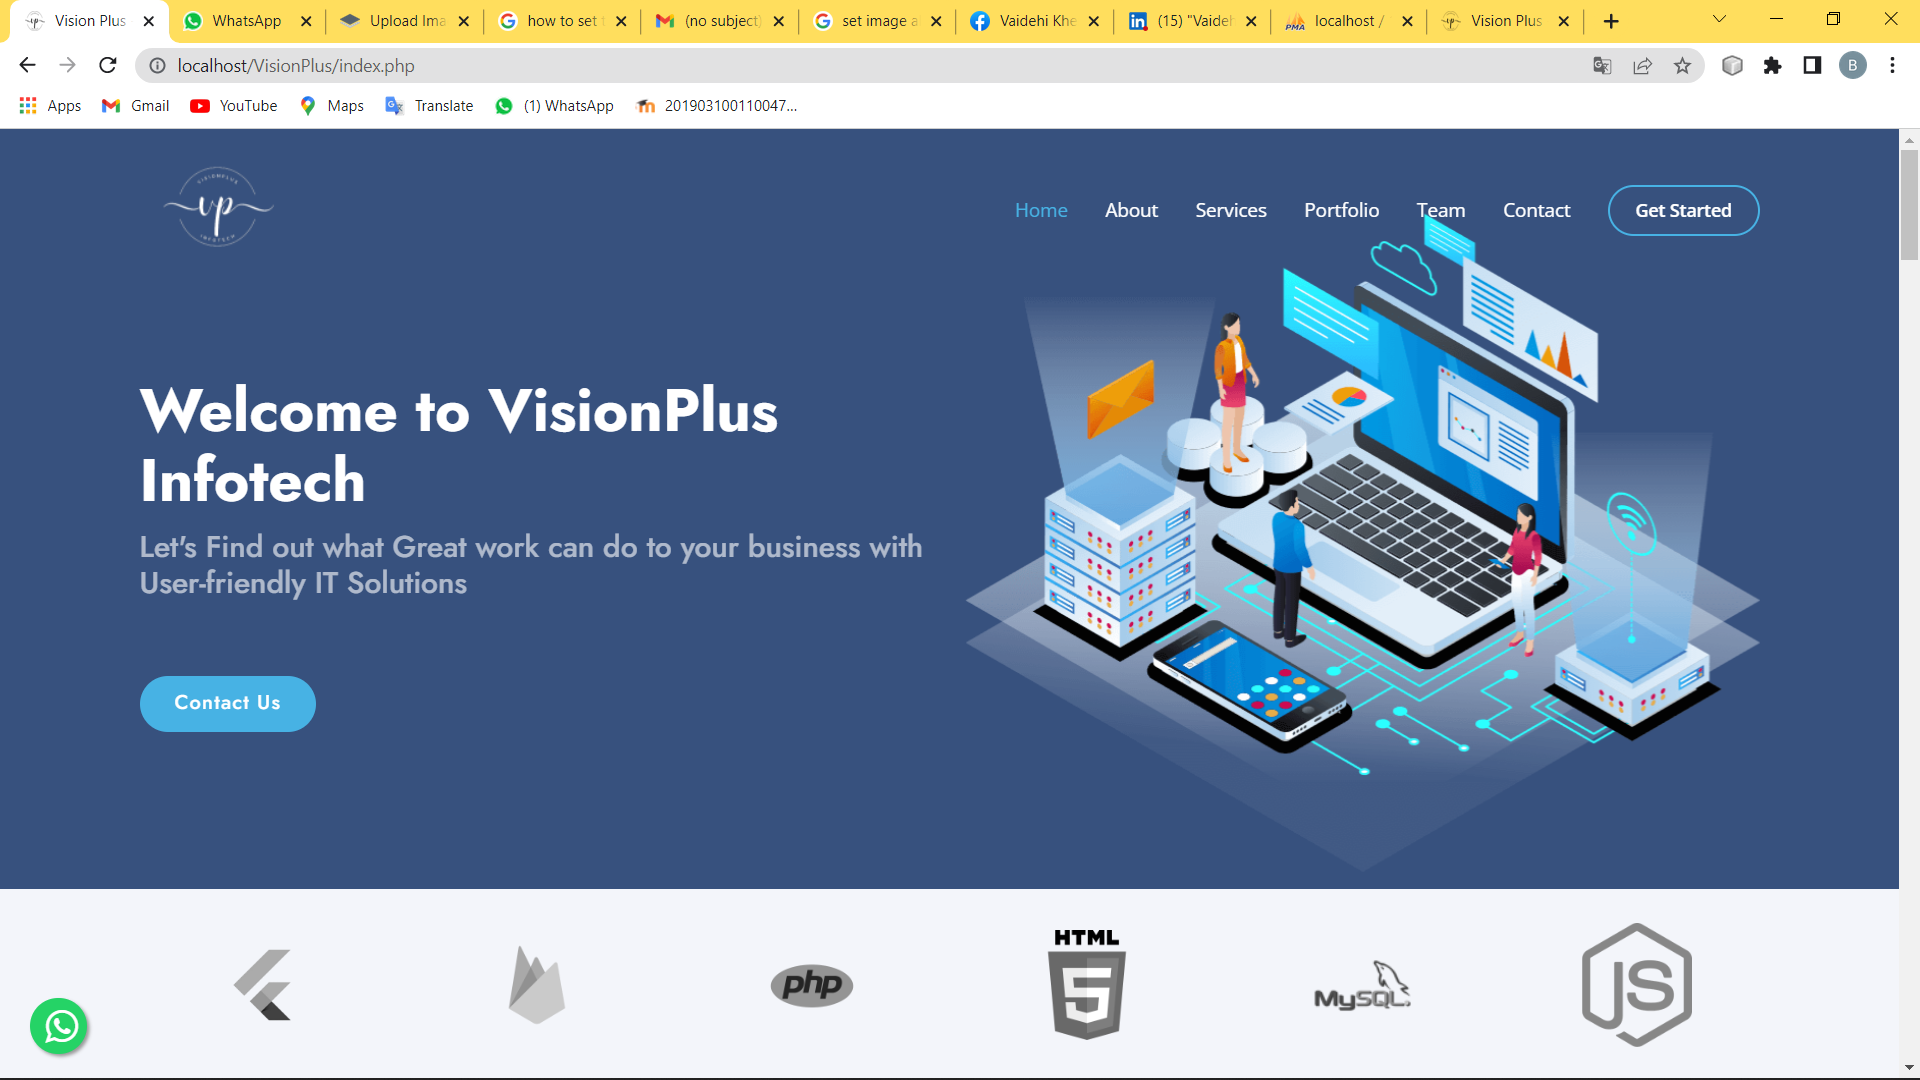 Vision Plus
WhatsApp
Upload Ima
how to set t
(no subject)
set image a
Vaidehi Khe
(15) "Vaideh
localhost /
Vision Plus
localhost/VisionPlus/index.php
B
Apps
Gmail
YouTube
Maps
Translate
(1) WhatsApp
201903100110047...
VISIONPLUS
vp
INFOTECH
Home
About
Services
Portfolio
Team
Contact
Get Started
Welcome to VisionPlus
Infotech
Let's Find out what Great work can do to your business with
User-friendly IT Solutions
Contact Us
php
HTML
5
MySQL
JS